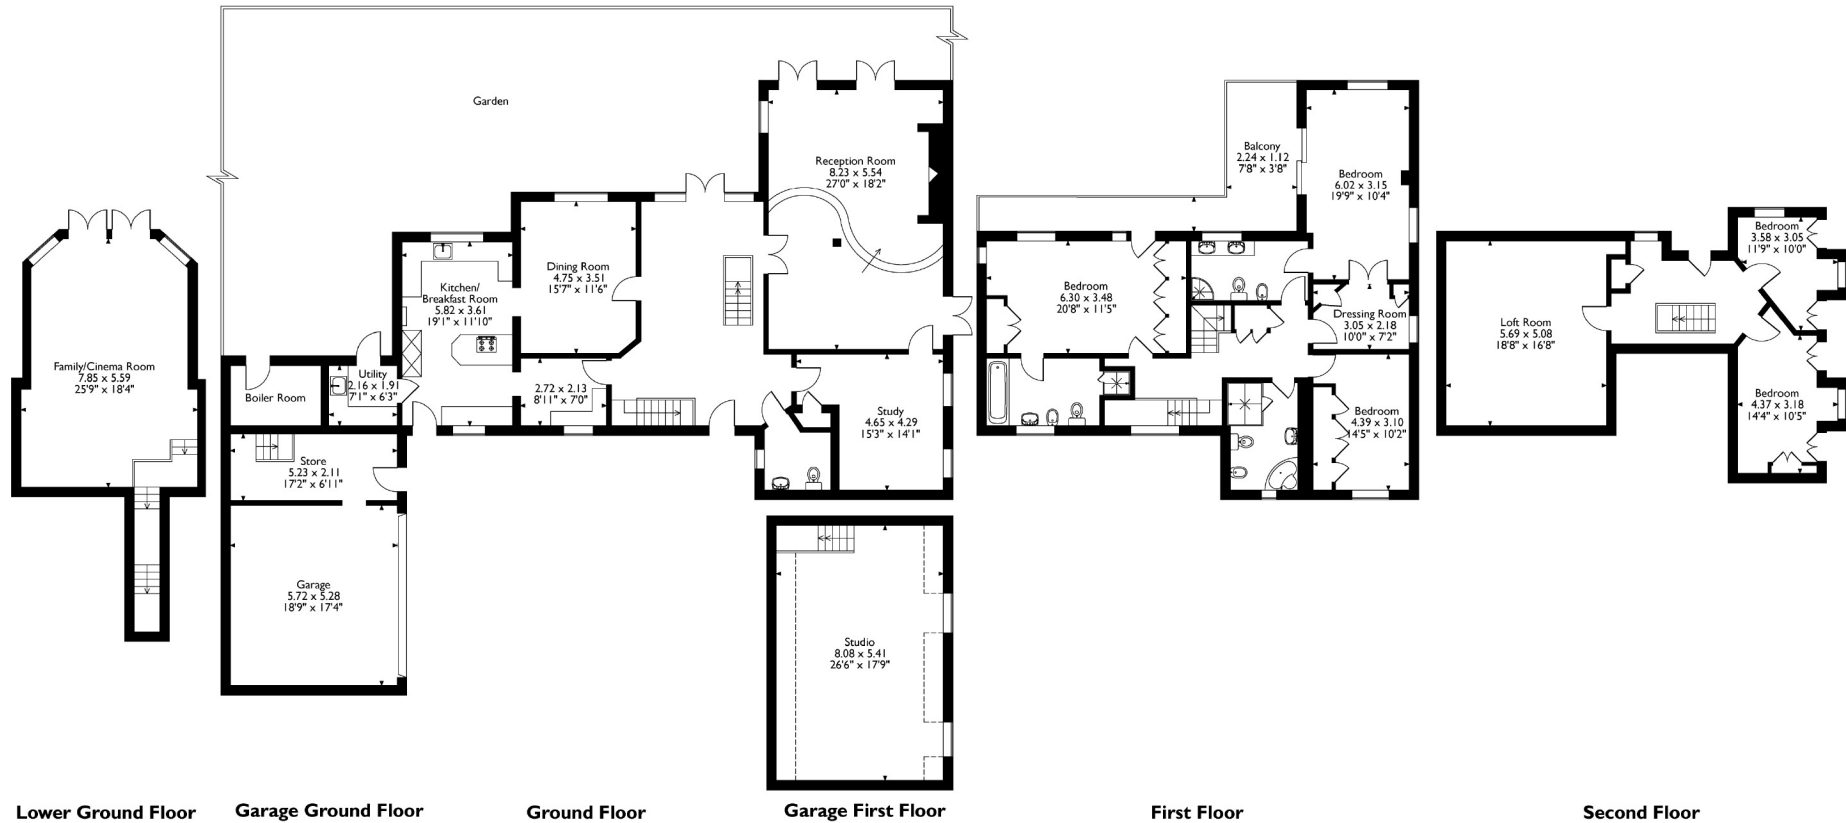 Garden
Reception Room
8.23 x 5.54
27'0" x 18'2"
Dining Room
4.75 x 3.51
15'7" x 11'6"
Kitchen/
Breakfast Room
5.82 x 3.61
19'1" x 11'10"
Family/Cinema Room
7.85 x 5.59
25'9" x 18'4"
Boiler Room
Utility
2.16 x 1.91
7'1" x 6'3"
2.72 x 2.13
8'11" x 7'0"
Study
4.65 x 4.29
15'3" x 14'1"
Store
5.23 x 2.11
17'2" x 6'11"
Garage
5.72 x 5.28
18'9" x 17'4"
Studio
8.08 x 5.41
26'6" x 17'9"
Balcony
2.24 x 1.12
7'8" x 3'8"
Bedroom
6.02 x 3.15
19'9" x 10'4"
Bedroom
6.30 x 3.48
20'8" x 11'5"
Dressing Room
3.05 x 2.18
10'0" x 7'2"
Bedroom
4.39 x 3.10
14'5" x 10'2"
Bedroom
3.58 x 3.05
11'9" x 10'0"
Loft Room
5.69 x 5.08
18'8" x 16'8"
Bedroom
4.37 x 3.18
14'4" x 10'5"
Lower Ground Floor
Garage Ground Floor
Ground Floor
Garage First Floor
First Floor
Second Floor